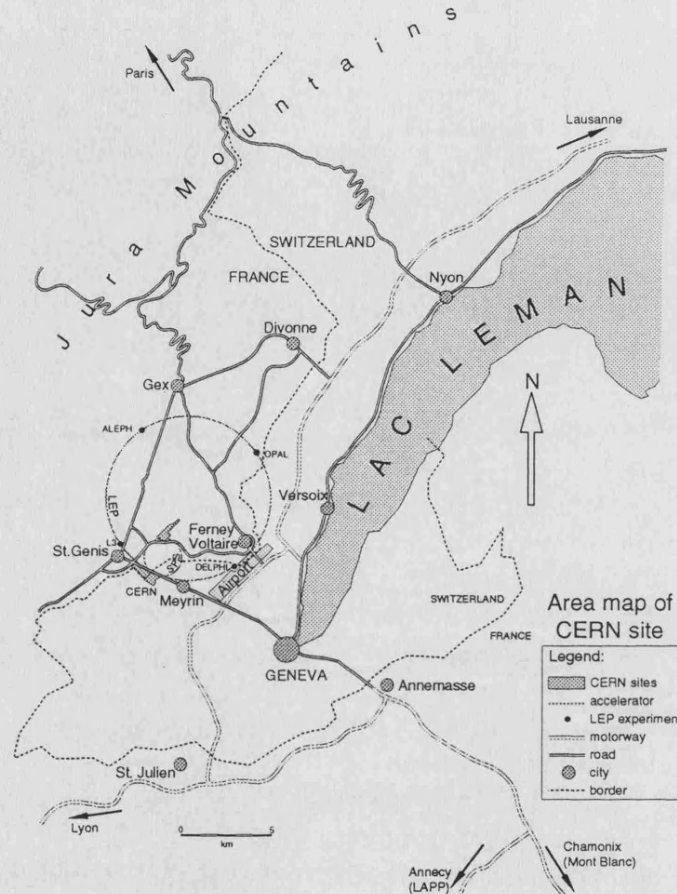 Paris
Jura Mountains
Lausanne
SWITZERLAND
FRANCE
Nyon
Divonne
LAC LEMAN
Gex
N
ALEPH
OPAL
LEP
Versoix
Ferney
Voltaire
L3
St.Genis
SPS
DELPHI
Airport
CERN
Meyrin
SWITZERLAND
FRANCE
GENEVA
Annemasse
Area map of
CERN site
Legend:
CERN sites
accelerator
LEP experiment
motorway
road
city
border
St. Julien
Lyon
0 5
km
Chamonix
(Mont Blanc)
Annecy
(LAPP)